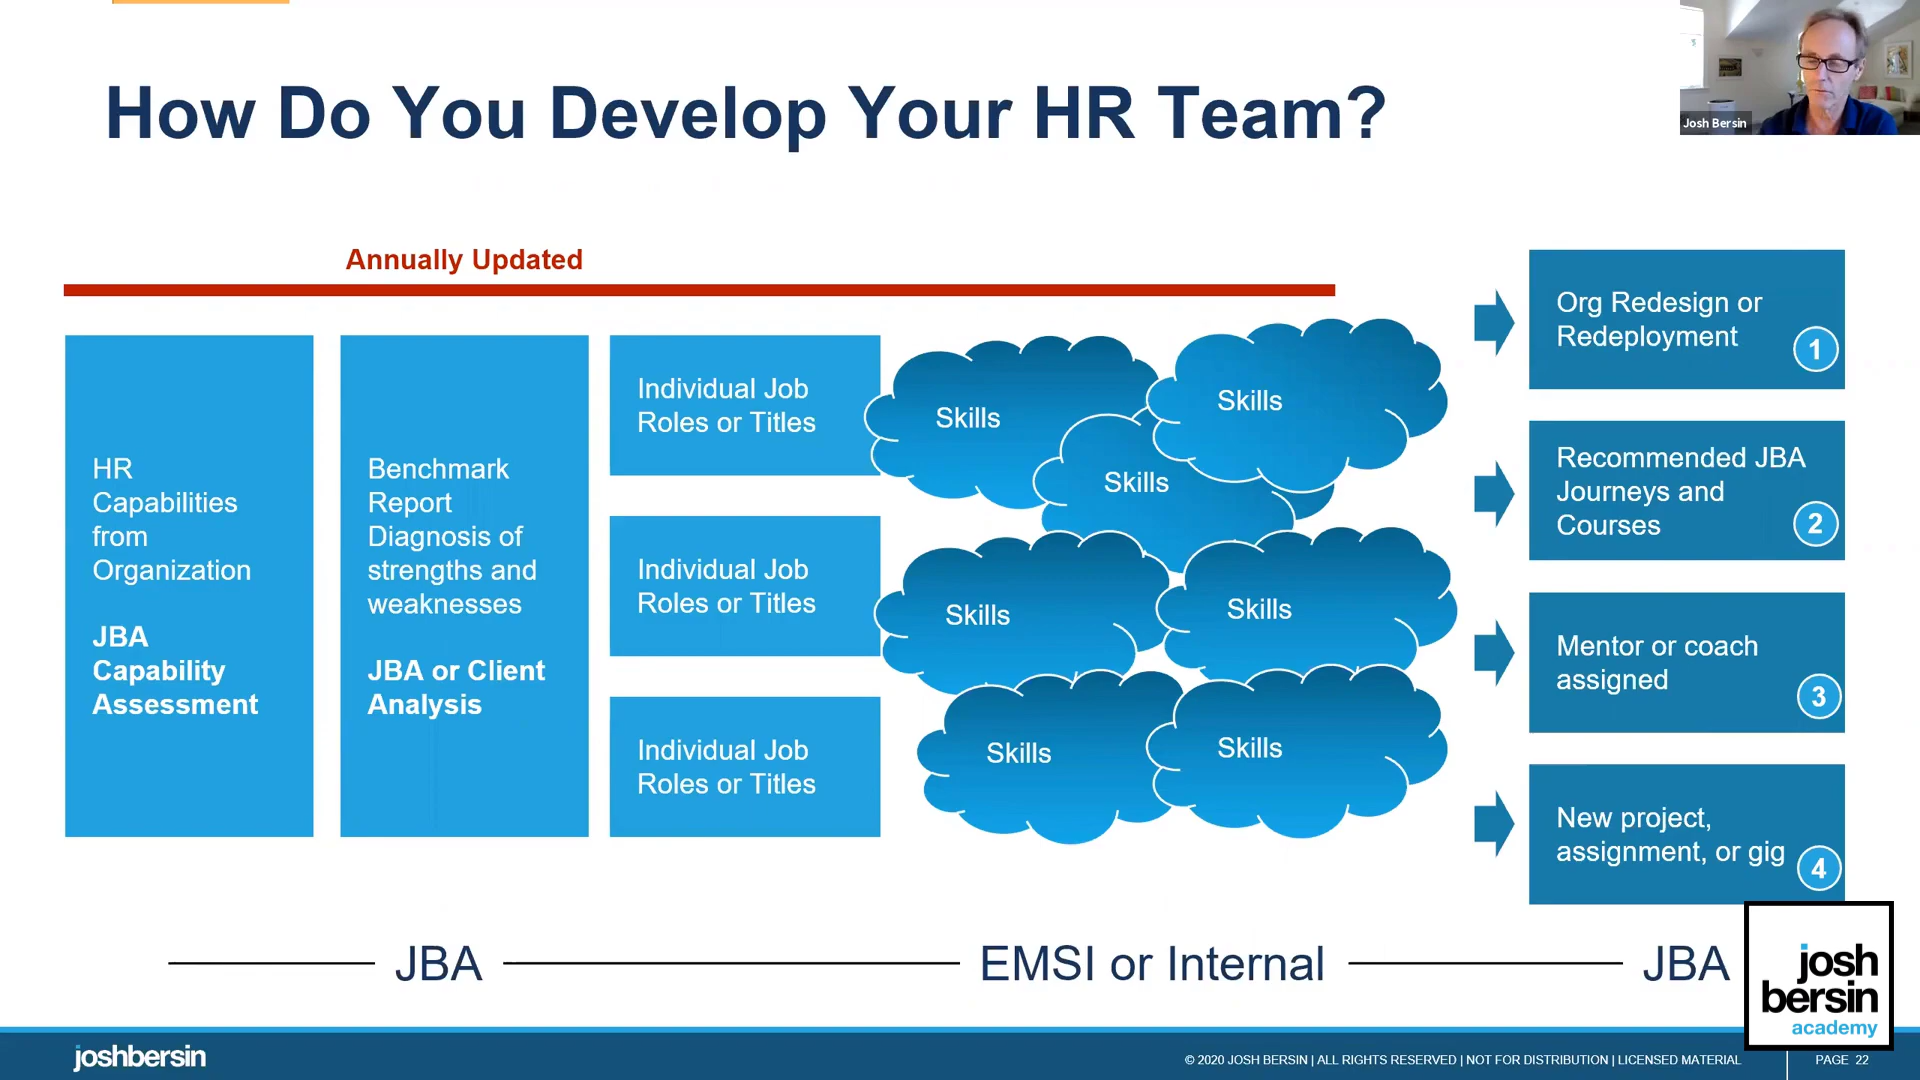 How Do You Develop Your HR Team?
Josh Bersin
Annually Updated
HR
Capabilities
from
Organization
JBA
Capability
Assessment
Benchmark
Report
Diagnosis of
strengths and
weaknesses
JBA or Client
Analysis
Individual Job
Roles or Titles
Individual Job
Roles or Titles
Individual Job
Roles or Titles
Skills
Skills
Skills
Skills
Skills
Skills
Skills
Org Redesign or
Redeployment
1
Recommended JBA
Journeys and
Courses
2
Mentor or coach
assigned
3
New project,
assignment, or gig
4
JBA
EMSI or Internal
JBA
josh
bersin
academy
joshbersin
© 2020 JOSH BERSIN | ALL RIGHTS RESERVED | NOT FOR DISTRIBUTION | LICENSED MATERIAL
PAGE 22